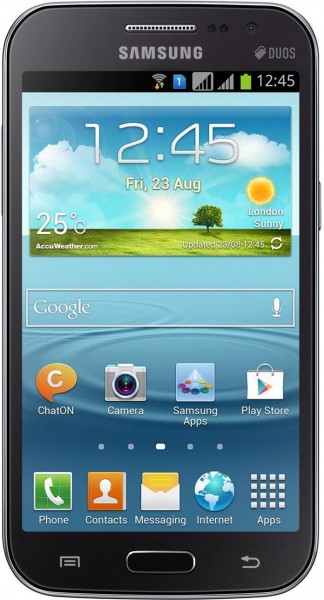 SAMSUNG
DUOS
1 12:45
12:45
Fri, 23 Aug
25°C
London
Sunny
AccuWeather.com
Updated 23/08 12:45
Google
C
ChatON
Camera
Samsung
Apps
Play Store
Phone
Contacts
Messaging
Internet
Apps